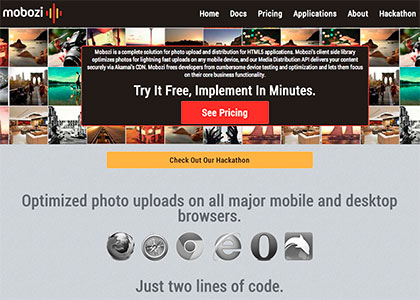 mobozi
Home Docs Pricing Applications About Hackathon
Mobozi is a complete solution for photo upload and distribution for HTML5 applications. Mobozi's client side library
optimizes photos for lightning fast uploads on any mobile device, and our Media Distribution API delivers your content
securely via Akamai's CDN. Mobozi frees developers from cumbersome device testing and optimization and lets them focus
on their core business functionality.
Try It Free, Implement In Minutes.
See Pricing
Check Out Our Hackathon
Optimized photo uploads on all major mobile and desktop
browsers.
Just two lines of code.